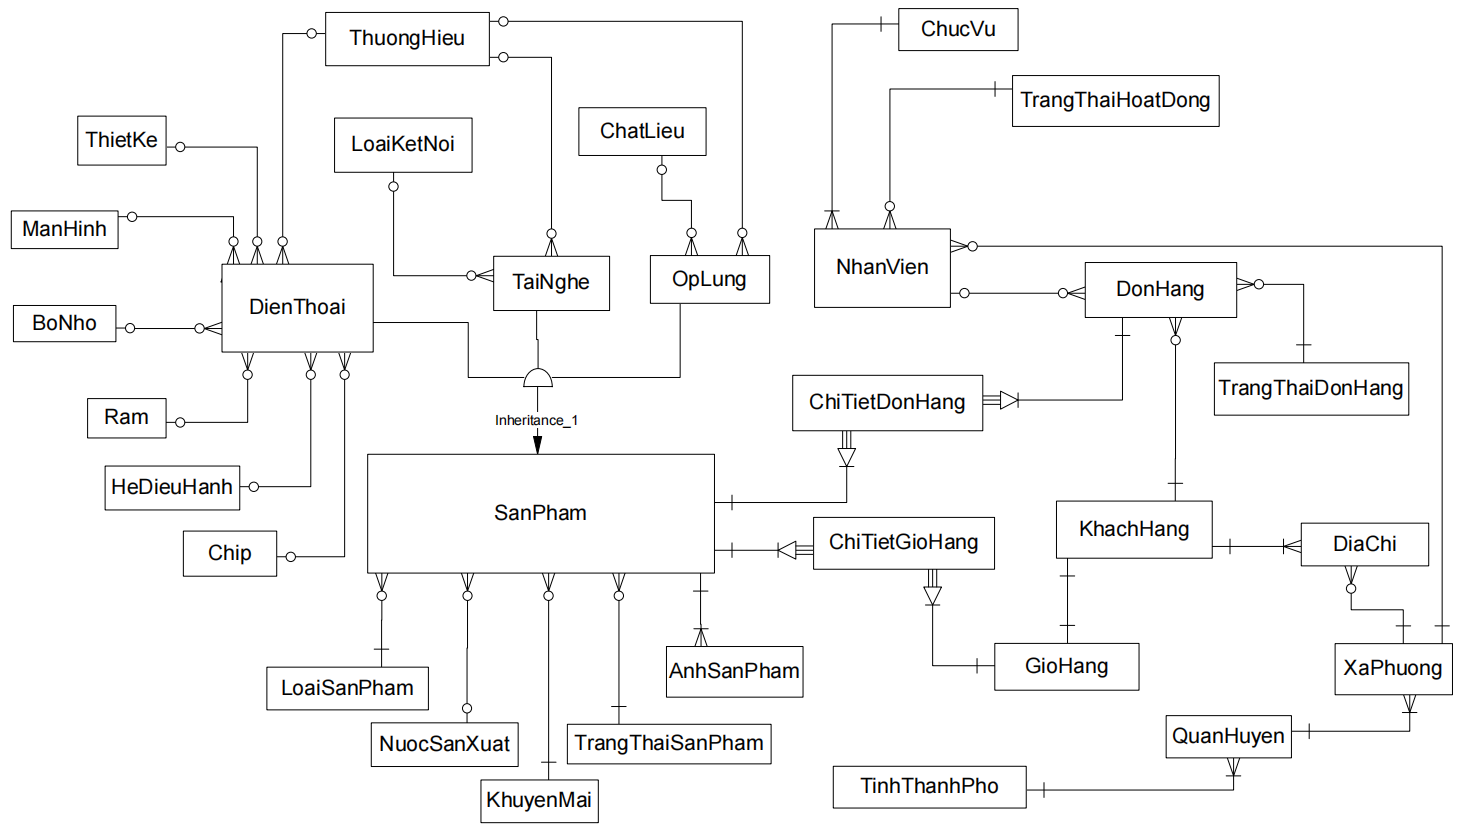 ThuongHieu
ChucVu
TrangThaiHoatDong
ThietKe
LoaiKetNoi
ChatLieu
ManHinh
NhanVien
DienThoai
TaiNghe
OpLung
DonHang
BoNho
TrangThaiDonHang
ChiTietDonHang
Ram
Inheritance_1
HeDieuHanh
SanPham
KhachHang
ChiTietGioHang
DiaChi
Chip
GioHang
XaPhuong
AnhSanPham
LoaiSanPham
NuocSanXuat
TrangThaiSanPham
QuanHuyen
TinhThanhPho
KhuyenMai